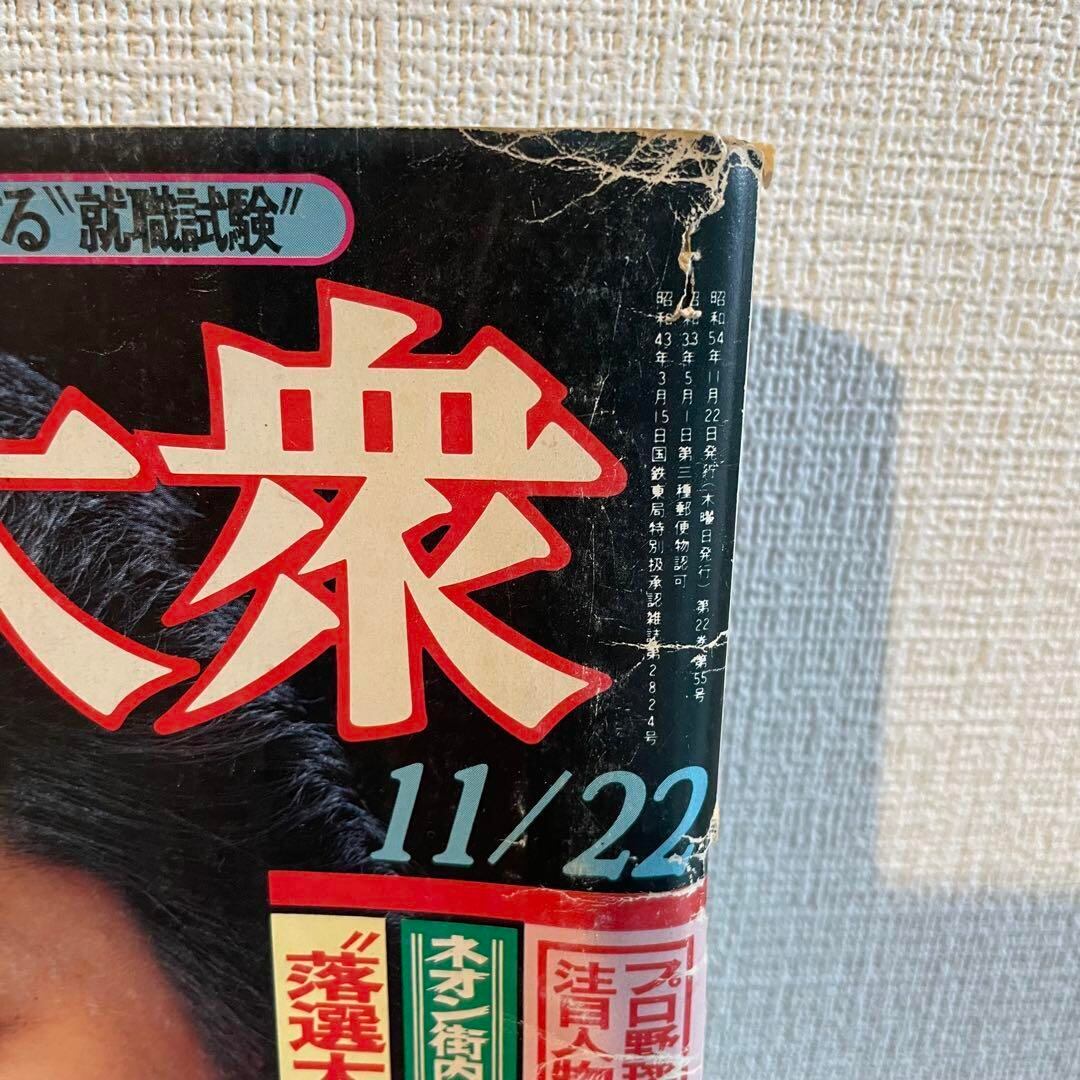 る“就職試験”
大衆
昭和54年11月22日発行(木曜日発行) 第22巻第55号
昭和33年5月1日第三種郵便物認可
昭和43年3月15日国鉄東局特別扱承認雑誌第2824号
11/22
プロ野球
注目人物
ネオン街内
“落選大